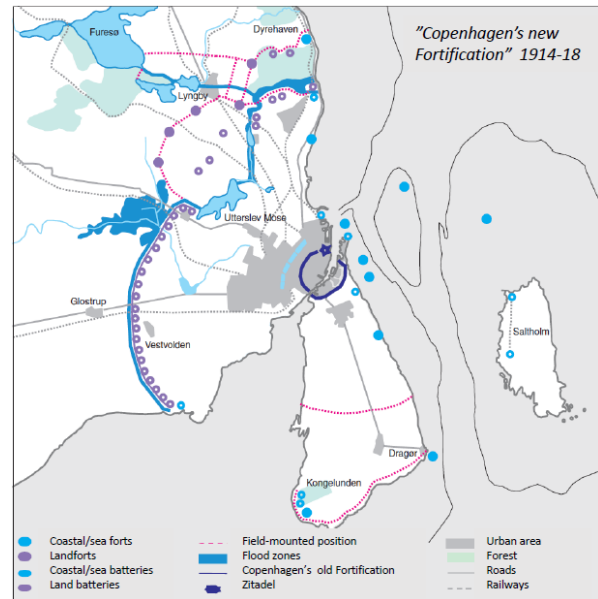 "Copenhagen's new
Fortification" 1914-18
Furesø
Dyrehaven
Lyngby
Utterslev Mose
Glostrup
Vestvolden
Saltholm
Dragør
Kongelunden
Coastal/sea forts
Landforts
Coastal/sea batteries
Land batteries
Field-mounted position
Flood zones
Copenhagen's old Fortification
Zitadel
Urban area
Forest
Roads
Railways